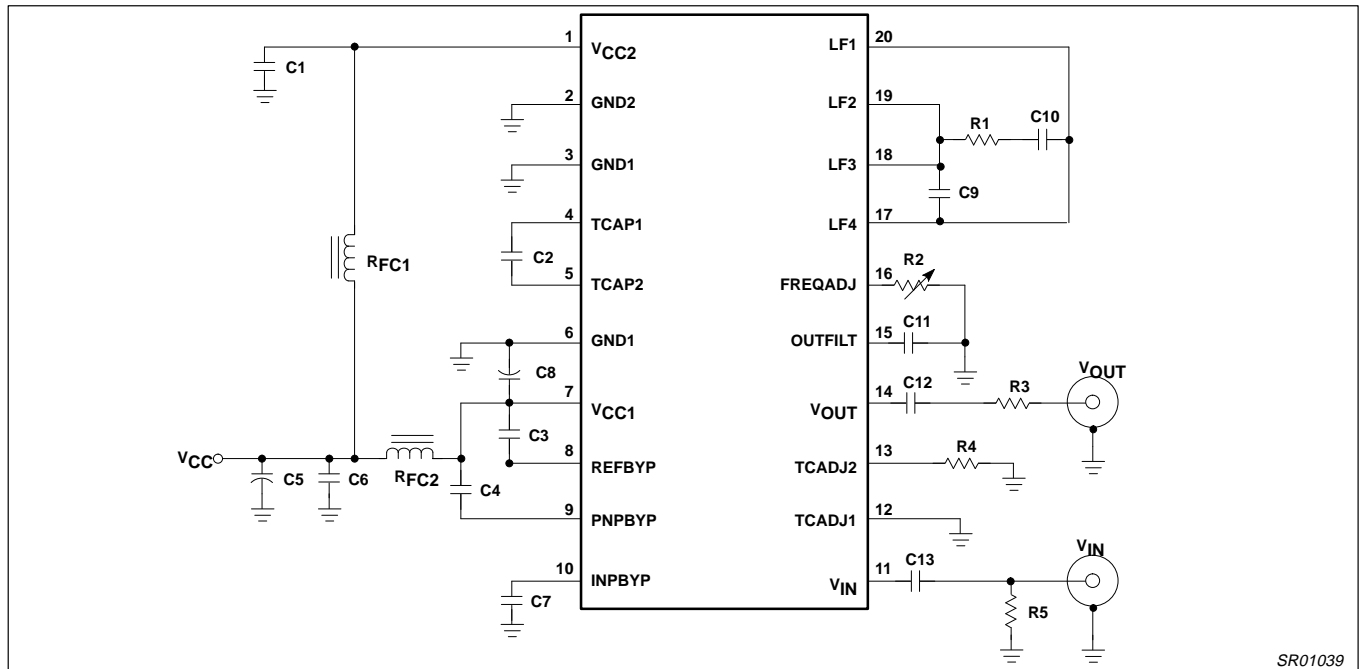 1 VCC2 LF1 20
C1
2 GND2 LF2 19
R1 C10
3 GND1 LF3 18
C9
4 TCAP1 LF4 17
C2
RFC1
5 TCAP2 FREQADJ 16 R2
6 GND1 OUTFILT 15 C11
C8
7 VCC1 VOUT 14 C12 R3 VOUT
C3
VCC C5 C6 RFC2 C4
8 REFBYP TCADJ2 13 R4
9 PNPBYP TCADJ1 12
10 INPBYP VIN 11 C13 VIN
C7 R5
SR01039